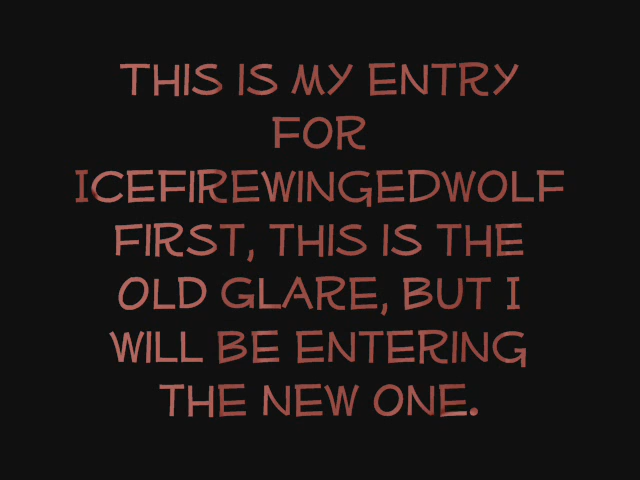 THIS IS MY ENTRY
FOR
ICEFIREWINGEDWOLF
FIRST, THIS IS THE
OLD GLARE, BUT I
WILL BE ENTERING
THE NEW ONE.